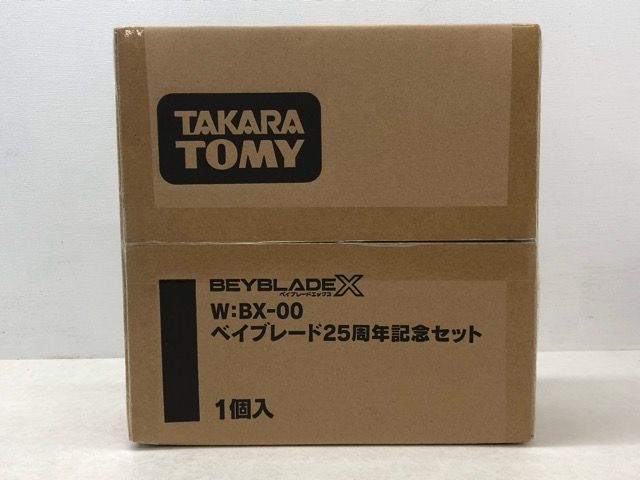 TAKARA
TOMY
BEYBLADE X
ベイブレードエックス
W:BX-00
ベイブレード25周年記念セット
1個入